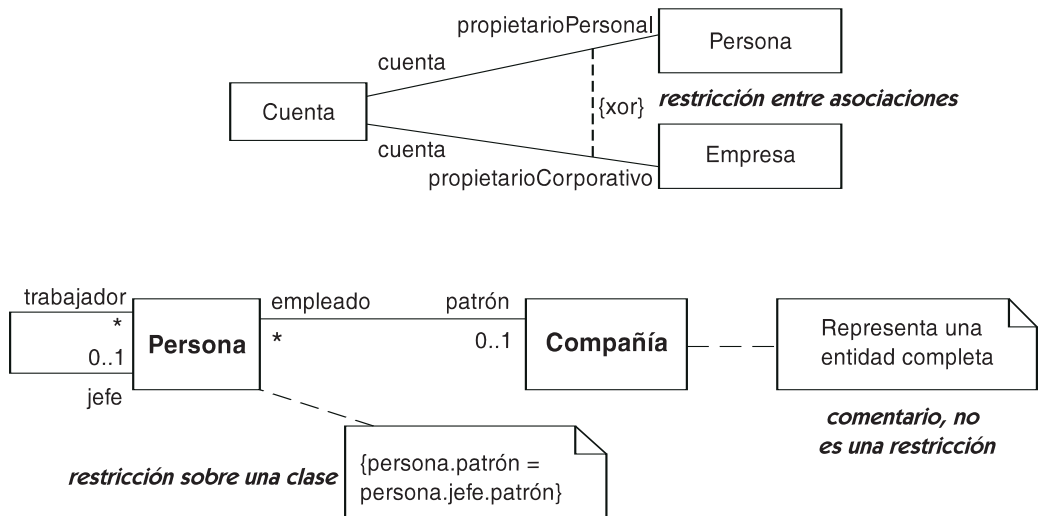 propietarioPersonal
Persona
cuenta
Cuenta
{xor}
restricción entre asociaciones
cuenta
Empresa
propietarioCorporativo
trabajador
*
0..1
jefe
Persona
empleado
*
patrón
0..1
Compañía
Representa una
entidad completa
comentario, no
es una restricción
restricción sobre una clase
{persona.patrón =
persona.jefe.patrón}